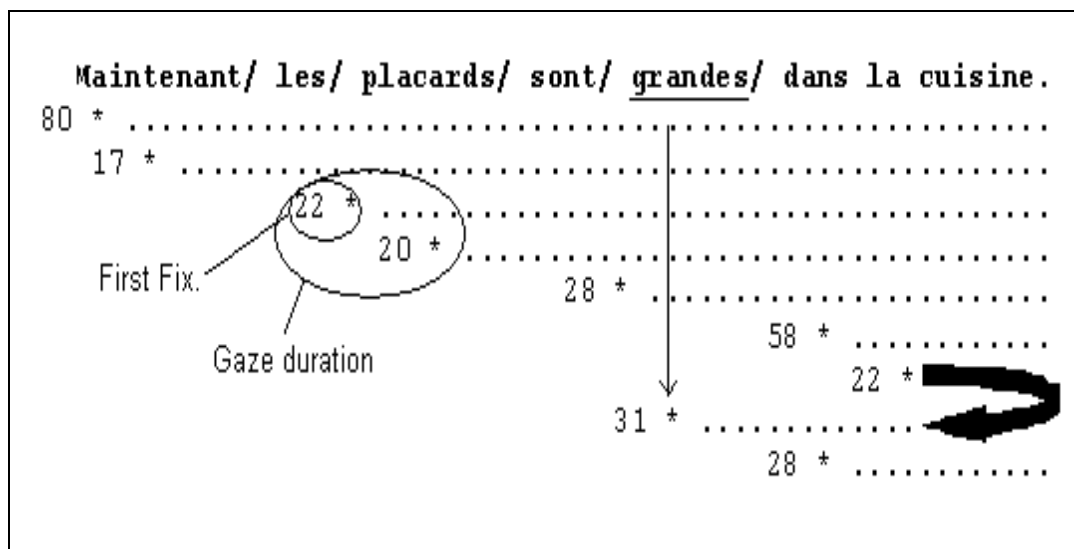 Maintenant/ les/ placards/ sont/ grandes/ dans la cuisine.
80 * .......................................................
17 * ....................................................
22 * .......................................
20 * ..................................
First Fix.
28 * .......................
58 * ............
Gaze duration
22 *
31 * .............
28 * ............